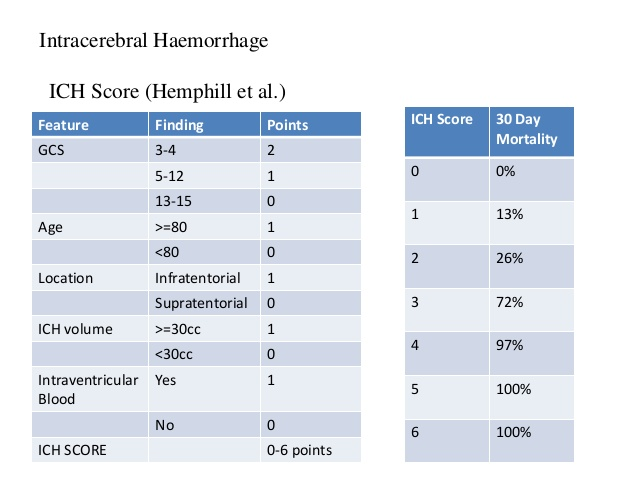 Intracerebral Haemorrhage
ICH Score (Hemphill et al.)
Feature Finding Points
GCS 3-4 2
5-12 1
13-15 0
Age >=80 1
<80 0
Location Infratentorial 1
Supratentorial 0
ICH volume >=30cc 1
<30cc 0
Intraventricular Yes 1
Blood
No 0
ICH SCORE 0-6 points
ICH Score 30 Day
Mortality
0 0%
1 13%
2 26%
3 72%
4 97%
5 100%
6 100%